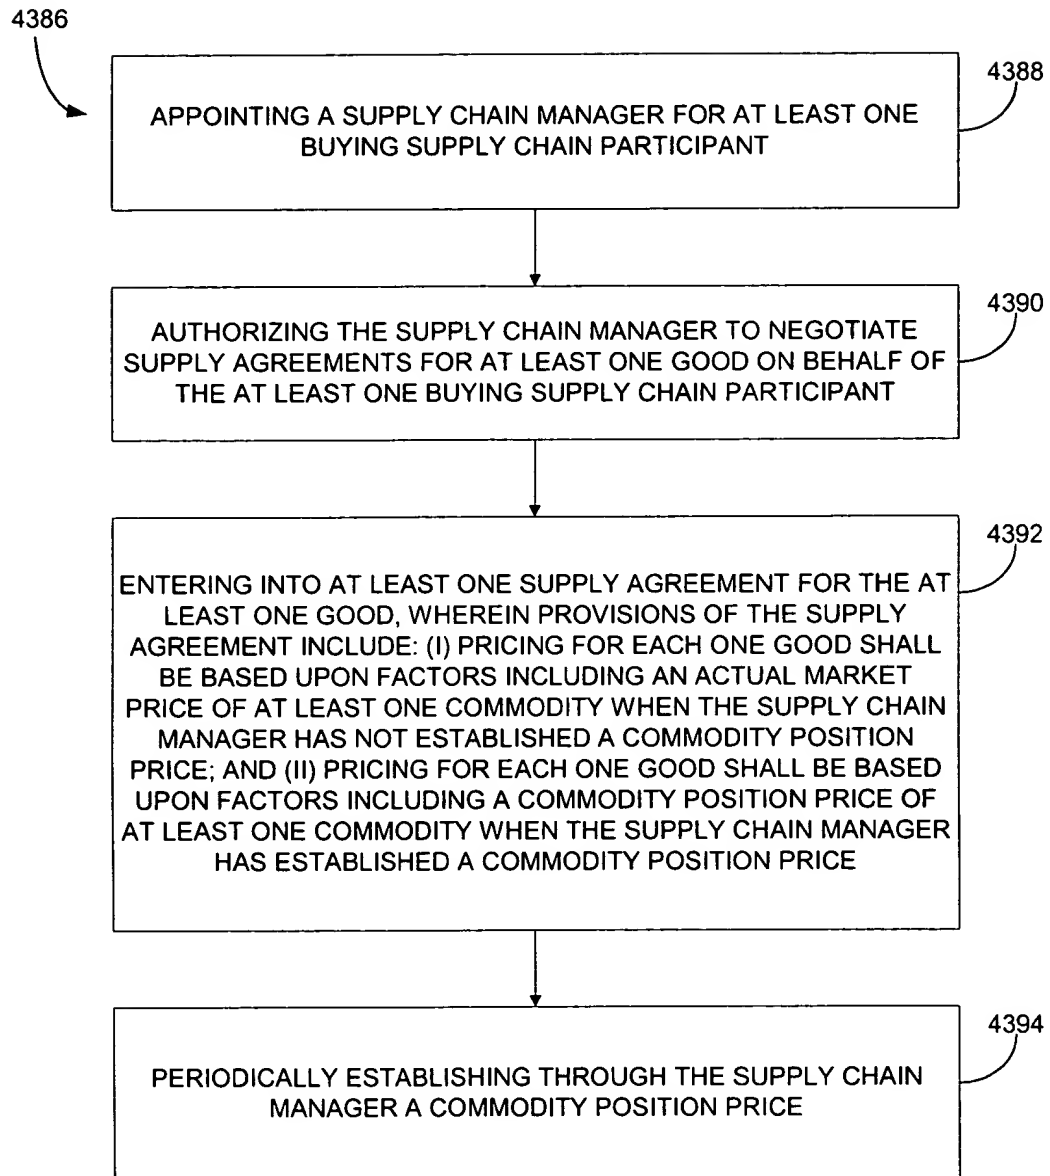 4386
4388
APPOINTING A SUPPLY CHAIN MANAGER FOR AT LEAST ONE
BUYING SUPPLY CHAIN PARTICIPANT
4390
AUTHORIZING THE SUPPLY CHAIN MANAGER TO NEGOTIATE
SUPPLY AGREEMENTS FOR AT LEAST ONE GOOD ON BEHALF OF
THE AT LEAST ONE BUYING SUPPLY CHAIN PARTICIPANT
4392
ENTERING INTO AT LEAST ONE SUPPLY AGREEMENT FOR THE AT
LEAST ONE GOOD, WHEREIN PROVISIONS OF THE SUPPLY
AGREEMENT INCLUDE: (I) PRICING FOR EACH ONE GOOD SHALL
BE BASED UPON FACTORS INCLUDING AN ACTUAL MARKET
PRICE OF AT LEAST ONE COMMODITY WHEN THE SUPPLY CHAIN
MANAGER HAS NOT ESTABLISHED A COMMODITY POSITION
PRICE; AND (II) PRICING FOR EACH ONE GOOD SHALL BE BASED
UPON FACTORS INCLUDING A COMMODITY POSITION PRICE OF
AT LEAST ONE COMMODITY WHEN THE SUPPLY CHAIN MANAGER
HAS ESTABLISHED A COMMODITY POSITION PRICE
4394
PERIODICALLY ESTABLISHING THROUGH THE SUPPLY CHAIN
MANAGER A COMMODITY POSITION PRICE